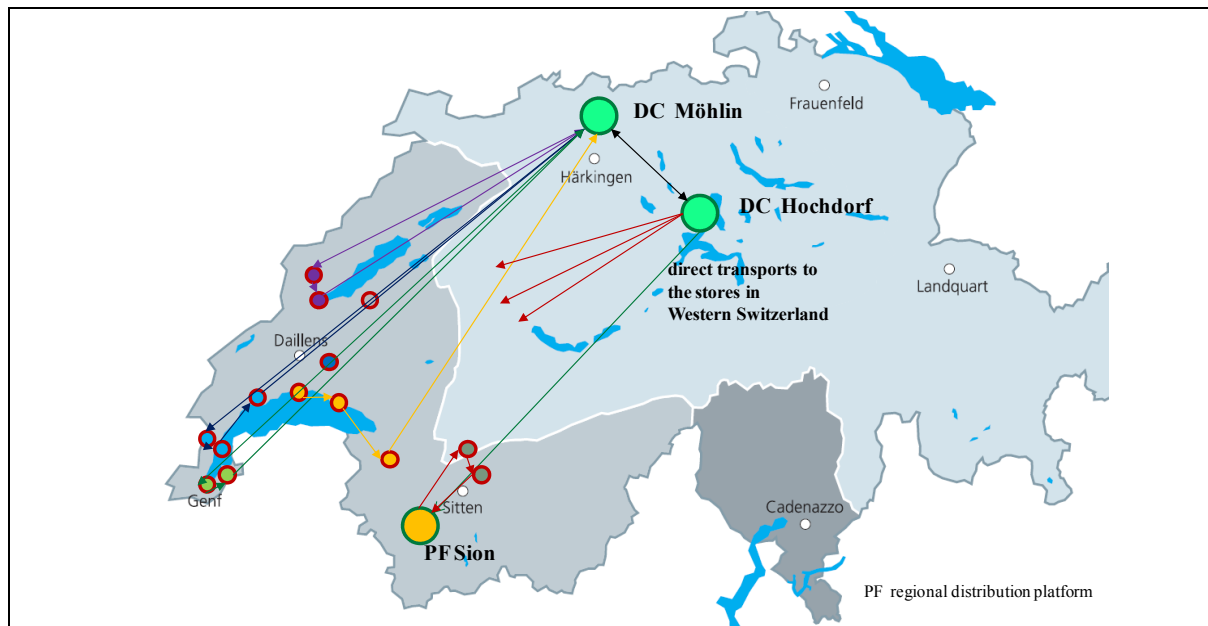 Frauenfeld
DC Möhlin
Härkingen
DC Hochdorf
direct transports to
the stores in
Western Switzerland
Landquart
Daillens
Genf
Sitten
Cadenazzo
PF Sion
PF regional distribution platform